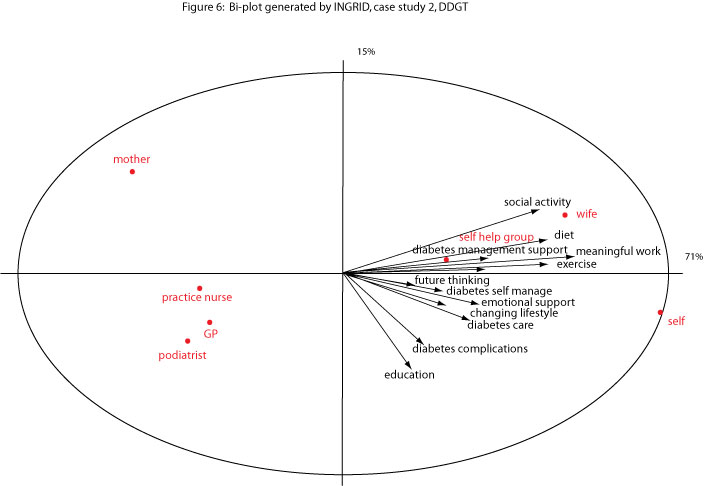 Figure 6: Bi-plot generated by INGRID, case study 2, DDGT
15%
mother
social activity
wife
self help group
diet
diabetes management support
meaningful work
71%
exercise
future thinking
practice nurse
diabetes self manage
emotional support
changing lifestyle
self
diabetes care
GP
podiatrist
diabetes complications
education